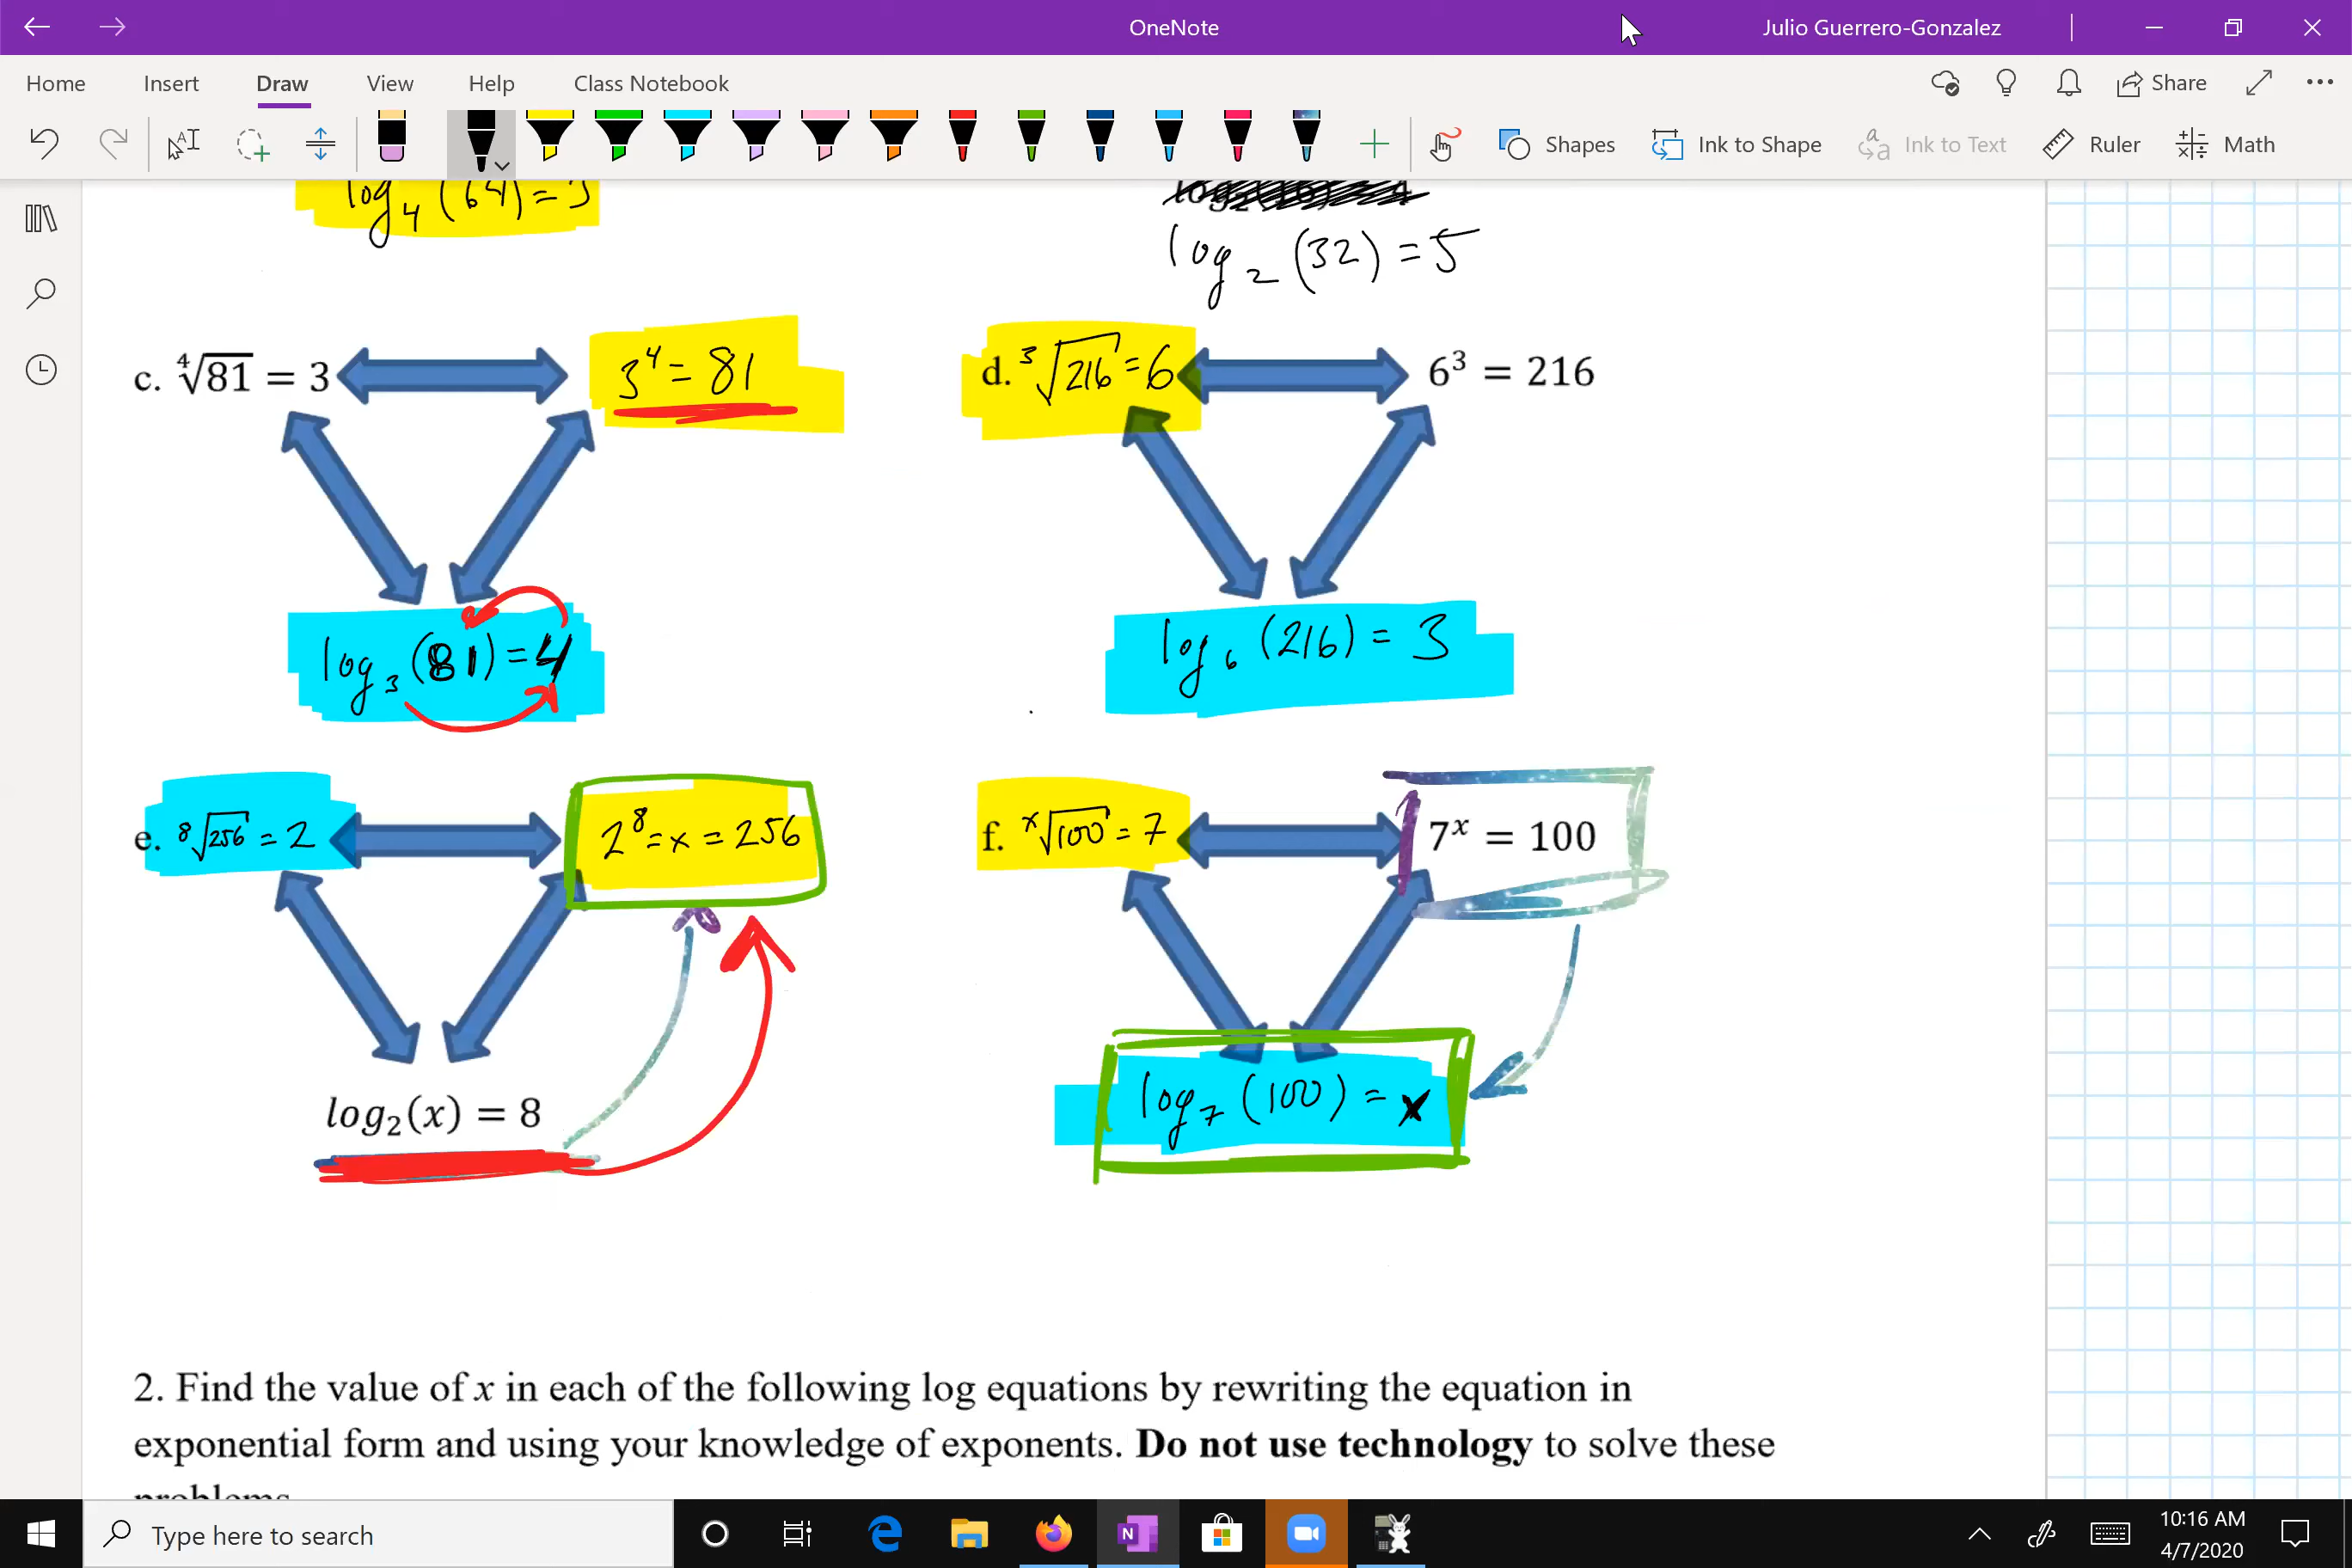 OneNote
Julio Guerrero-Gonzalez
Home Insert Draw View Help Class Notebook
Share
Shapes Ink to Shape Ink to Text Ruler Math
log₄ (64) = 3
log₂ (32) = 5
c. ⁴√81 = 3
3⁴ = 81
d. ³√216 = 6
6³ = 216
log₃ (81) = 4
log₆ (216) = 3
e. ⁸√256 = 2
2⁸ = x = 256
f. ˣ√100 = 7
7ˣ = 100
log₂(x) = 8
log₇ (100) = x
2. Find the value of x in each of the following log equations by rewriting the equation in
exponential form and using your knowledge of exponents. Do not use technology to solve these
problems.
Type here to search
10:16 AM
4/7/2020